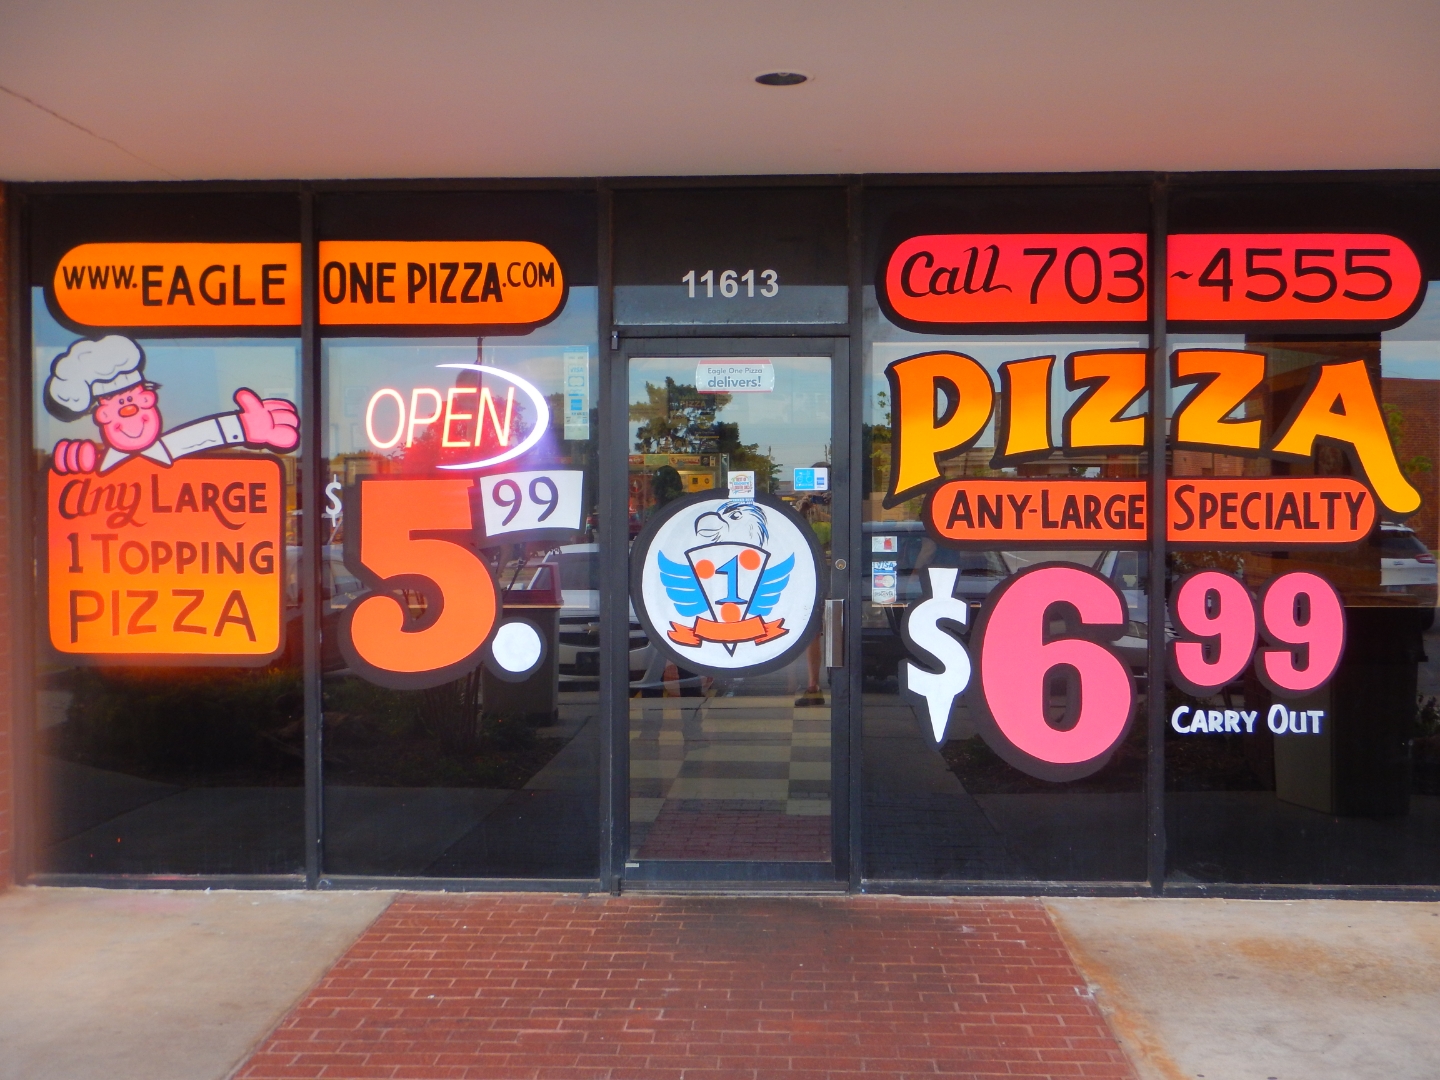 www.EAGLE ONE PIZZA.COM
any LARGE
1 TOPPING
PIZZA
OPEN
$5.99
11613
Eagle One Pizza
delivers!
1
Call 703-4555
PIZZA
ANY-LARGE SPECIALTY
$6 99
CARRY OUT
VISA